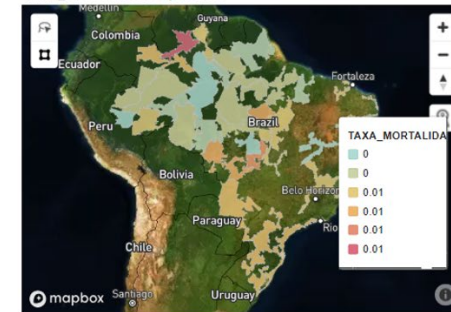 Medellín
Guyana
Colombia
Ecuador
Fortaleza
Peru
Brazil
TAXA_MORTALIDA
0
0
0.01
0.01
0.01
0.01
Bolivia
Belo Horizon
Paraguay
Rio
Chile
Santiago
Uruguay
mapbox